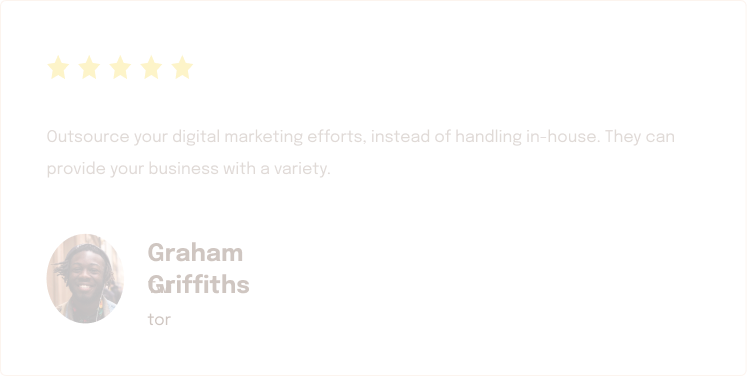 Outsource your digital marketing efforts, instead of handling in-house. They can
provide your business with a variety.
Graham
Griffiths
tor